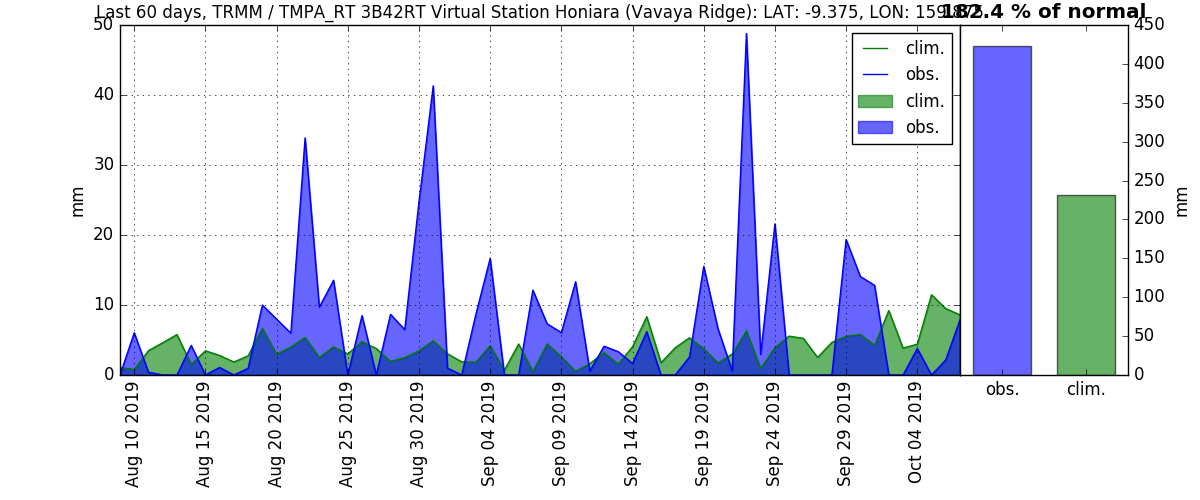 Last 60 days, TRMM / TMPA_RT 3B42RT Virtual Station Honiara (Vavaya Ridge): LAT: -9.375, LON:
182.4 % of normal
50
40
30
20
10
0
mm
clim.
obs.
clim.
obs.
450
400
350
300
250
200
150
100
50
0
mm
obs.
clim.
Aug 10 2019
Aug 15 2019
Aug 20 2019
Aug 25 2019
Aug 30 2019
Sep 04 2019
Sep 09 2019
Sep 14 2019
Sep 19 2019
Sep 24 2019
Sep 29 2019
Oct 04 2019